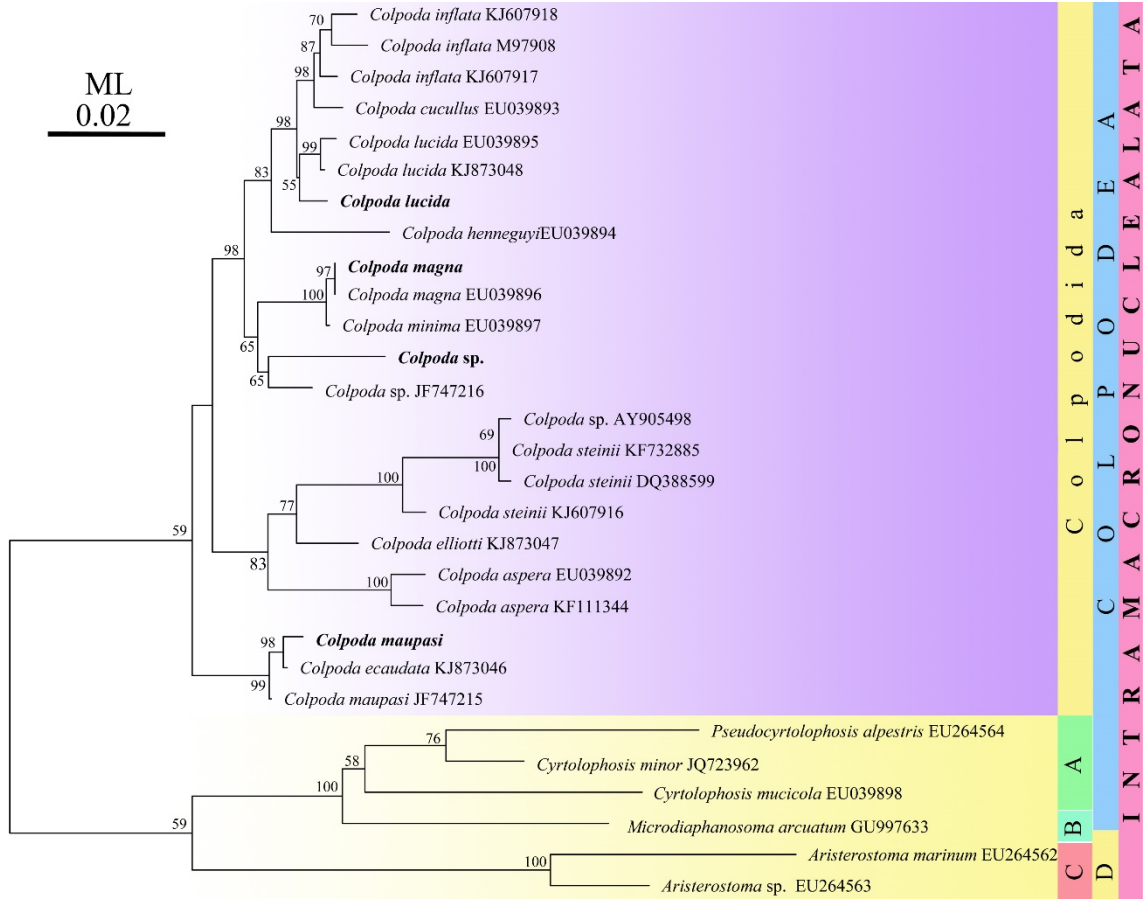 ML
0.02
70
Colpoda inflata KJ607918
87
Colpoda inflata M97908
98
Colpoda inflata KJ607917
Colpoda cucullus EU039893
98
Colpoda lucida EU039895
99
Colpoda lucida KJ873048
83
55
Colpoda lucida
Colpoda henneguyiEU039894
98
Colpoda magna
97
Colpoda magna EU039896
100
Colpoda minima EU039897
65
Colpoda sp.
65
Colpoda sp. JF747216
Colpoda sp. AY905498
69
Colpoda steinii KF732885
100
Colpoda steinii DQ388599
100
Colpoda steinii KJ607916
77
Colpoda elliotti KJ873047
59
83
Colpoda aspera EU039892
100
Colpoda aspera KF111344
Colpoda maupasi
98
Colpoda ecaudata KJ873046
99
Colpoda maupasi JF747215
Pseudocyrtolophosis alpestris EU264564
76
Cyrtolophosis minor JQ723962
58
Cyrtolophosis mucicola EU039898
100
Microdiaphanosoma arcuatum GU997633
59
Aristerostoma marinum EU264562
100
Aristerostoma sp. EU264563
Colpodida
A
B
C
COLPODEA
D
INTRAMACRONUCLEALATA